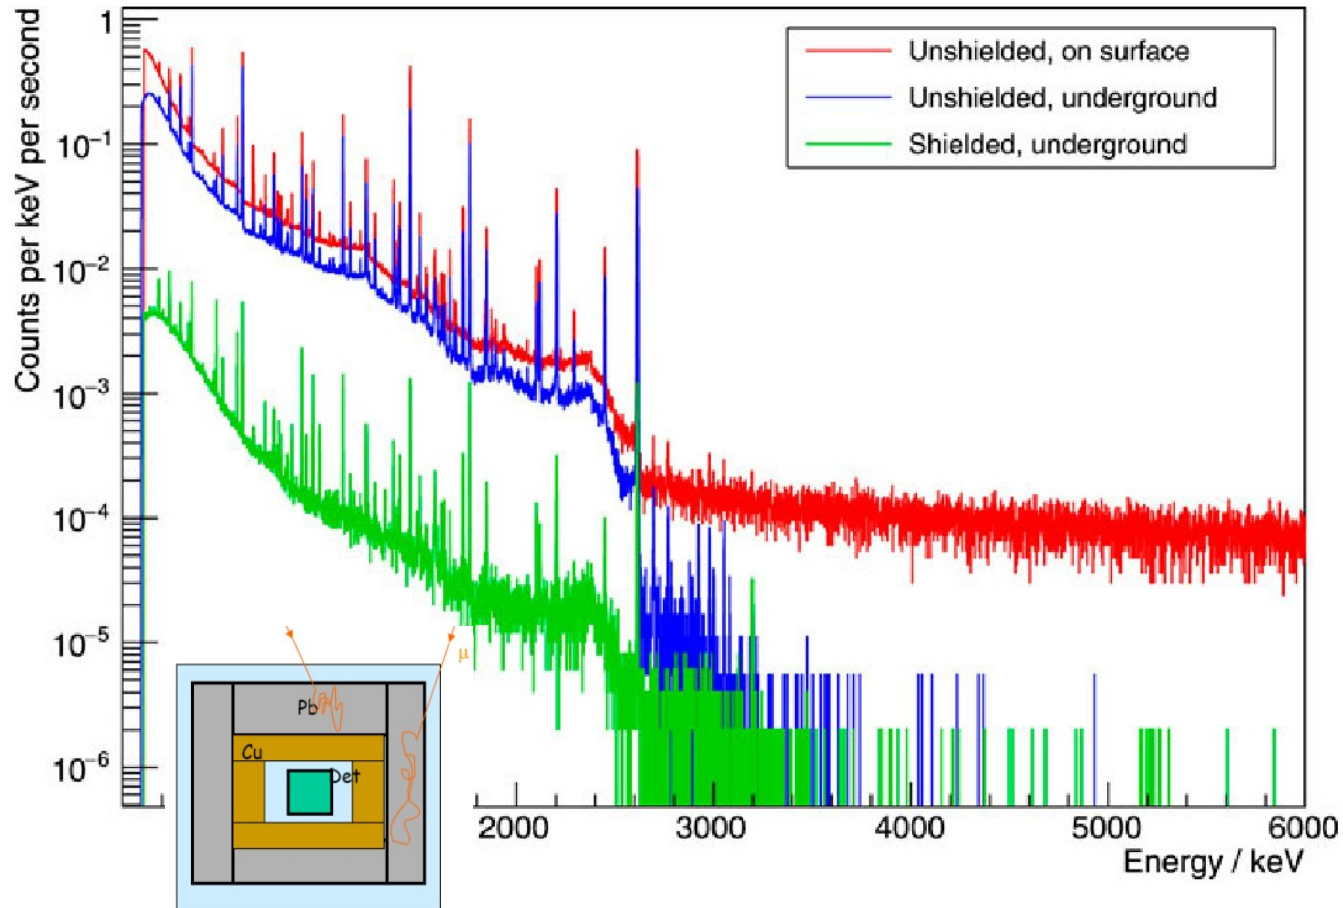 Counts per keV per second
1
10⁻¹
10⁻²
10⁻³
10⁻⁴
10⁻⁵
10⁻⁶
Unshielded, on surface
Unshielded, underground
Shielded, underground
μ
Pb
Cu
Det
2000 3000 4000 5000 6000
Energy / keV